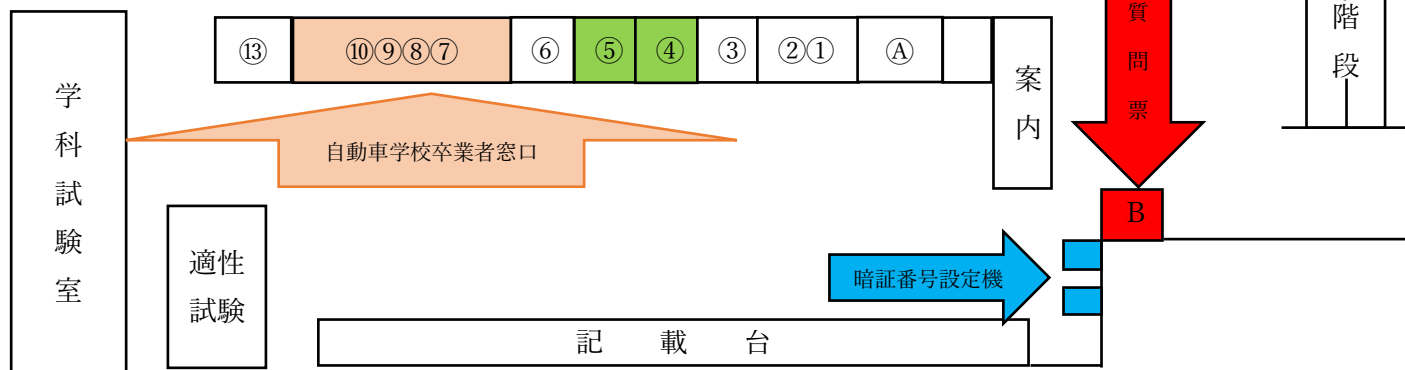 学科試験室
⑬
⑩⑨⑧⑦
⑥
⑤
④
③
②①
Ⓐ
案内
質問票
階段
自動車学校卒業者窓口
B
適性
試験
暗証番号設定機
記載台